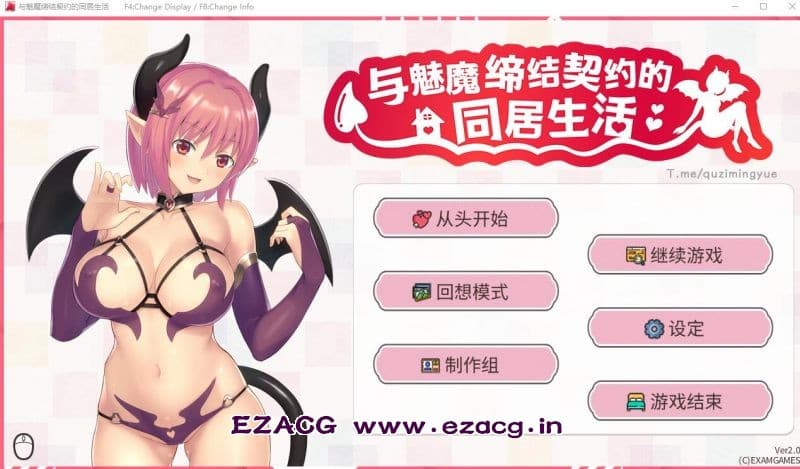 与魅魔缔结契约的同居生活 F4:Change Display / F8:Change Info
与魅魔缔结契约的
同居生活
T.me/quzimingyue
从头开始
继续游戏
回想模式
设定
制作组
游戏结束
EZACG www.ezacg.in
Ver2.0
(C)EXAMGAMES